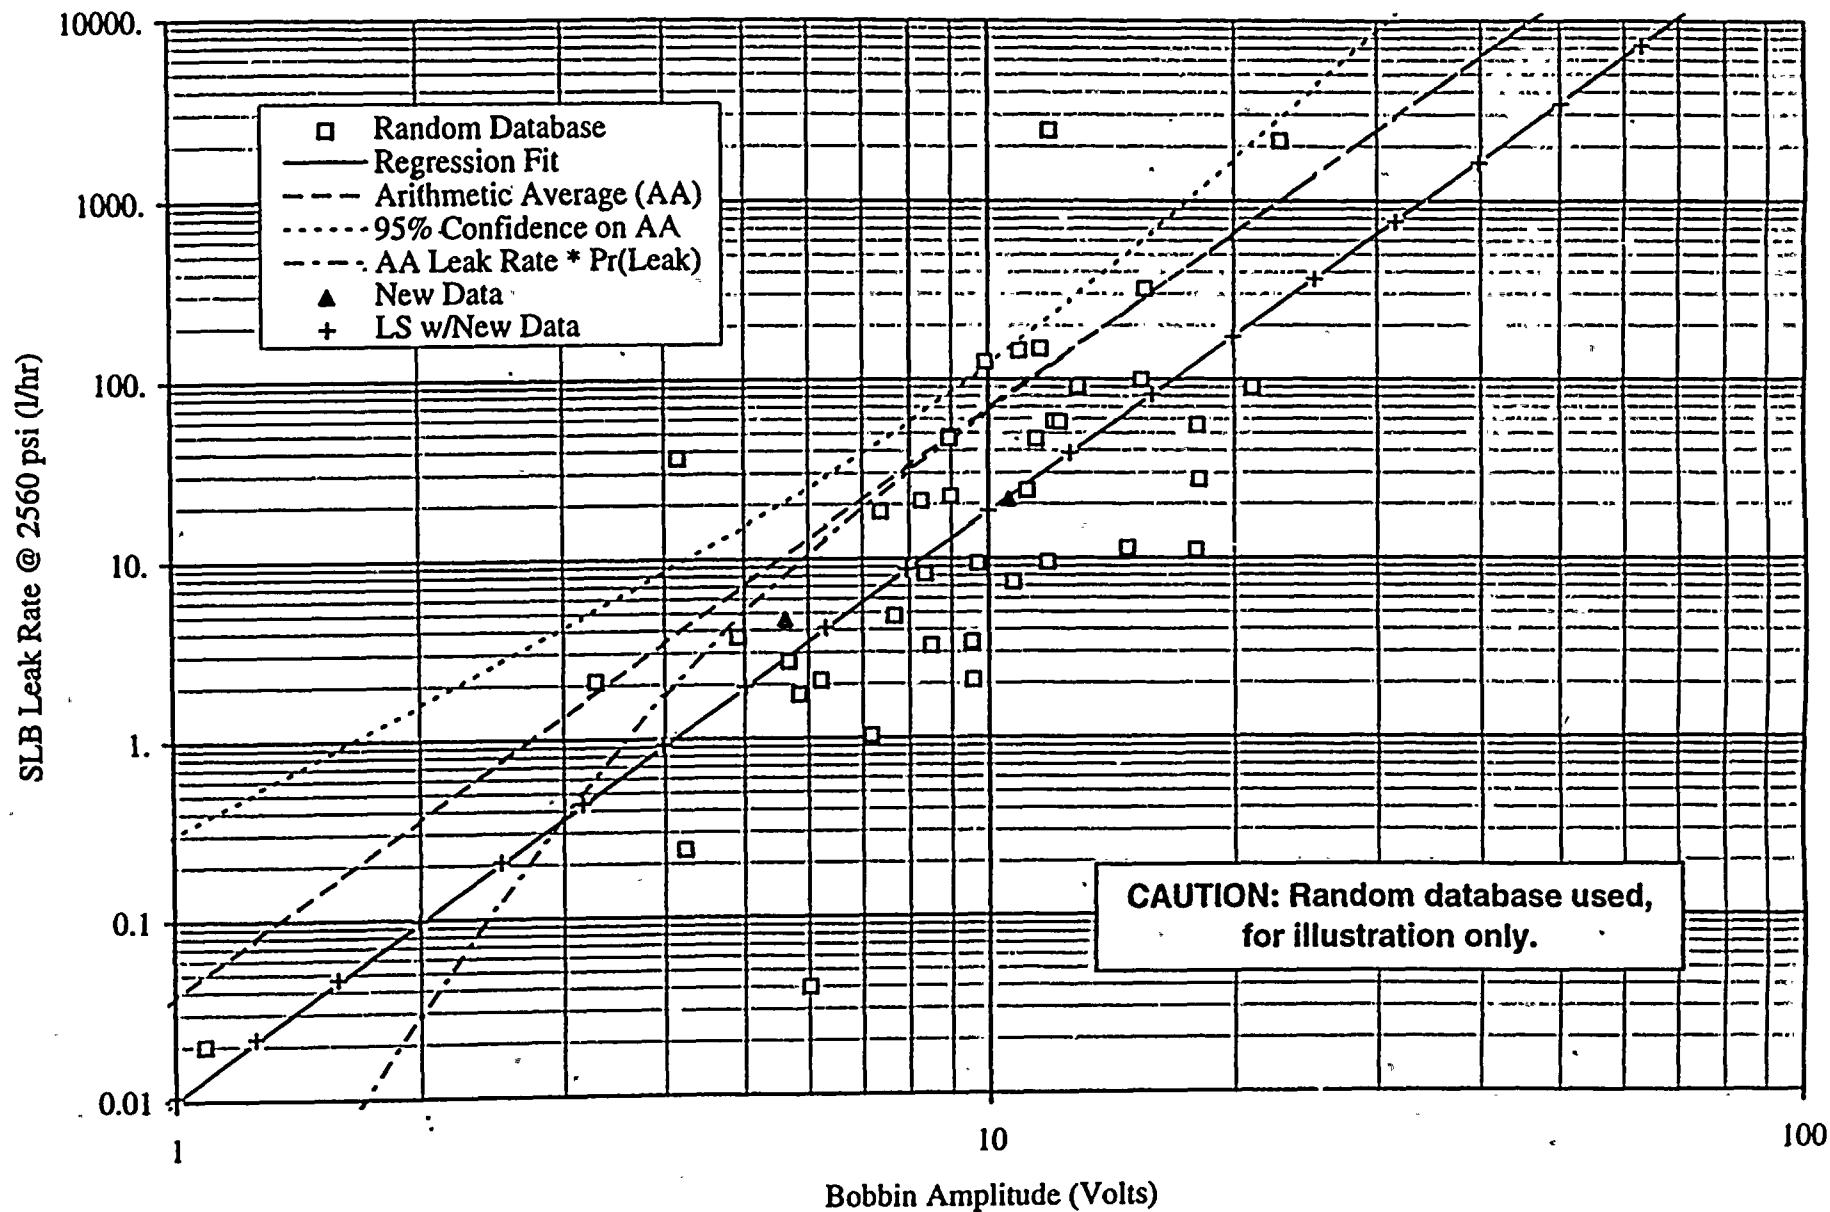 10000.
1000.
100.
10.
1.
0.1
0.01
SLB Leak Rate @ 2560 psi (l/hr)
Random Database
Regression Fit
Arithmetic Average (AA)
95% Confidence on AA
AA Leak Rate * Pr(Leak)
New Data
LS w/New Data
CAUTION: Random database used,
for illustration only.
1
10
100
Bobbin Amplitude (Volts)